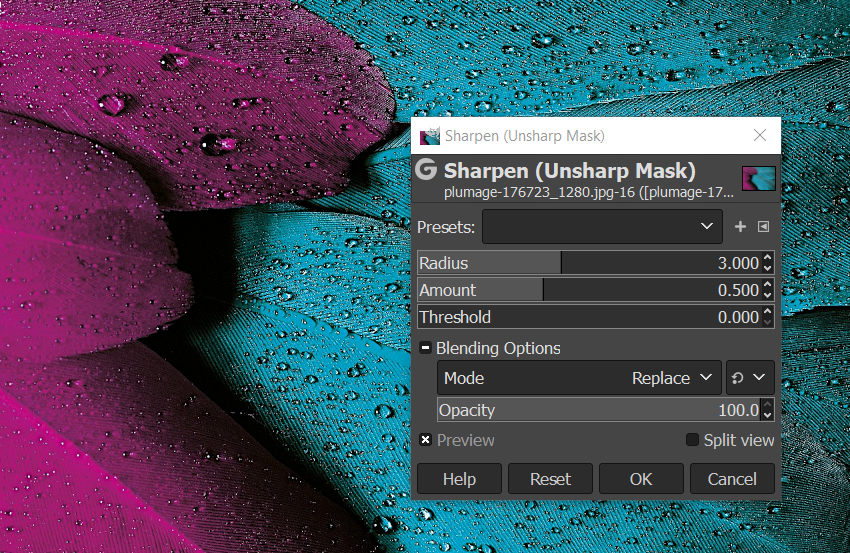 Sharpen (Unsharp Mask)
Sharpen (Unsharp Mask)
plumage-176723_1280.jpg-16 ([plumage-17...
Presets:
Radius 3.000
Amount 0.500
Threshold 0.000
Blending Options
Mode Replace
Opacity 100.0
Preview Split view
Help Reset OK Cancel